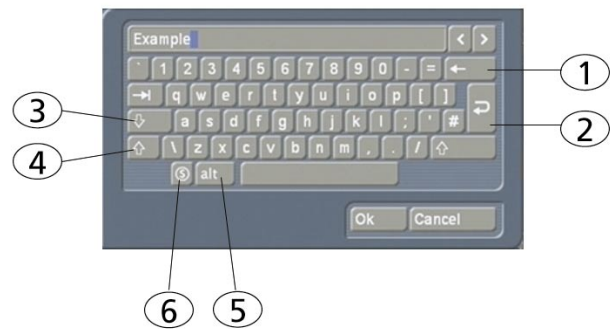 Example < >
` 1 2 3 4 5 6 7 8 9 0 - = ← 1
→| q w e r t y u i o p [ ] 2
3 ⇩ a s d f g h j k l ; ' #
4 ⇧ \ z x c v b n m , . / ⇧
Ⓢ alt
Ok Cancel
6 5